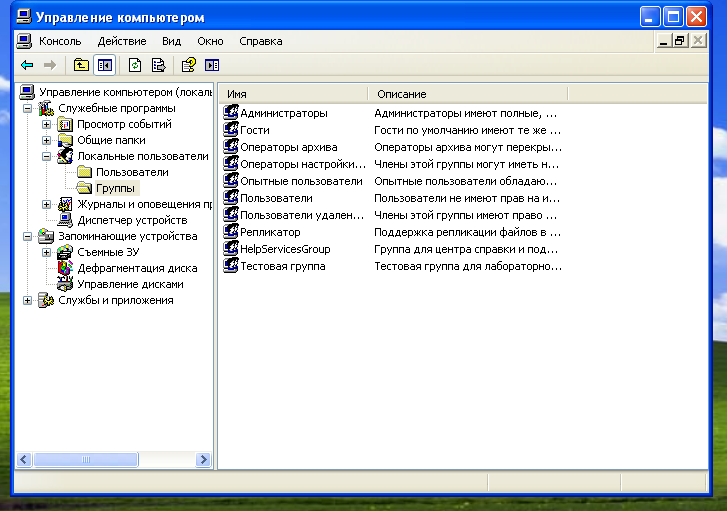 Управление компьютером
Консоль Действие Вид Окно Справка
Управление компьютером (локаль
Служебные программы
Просмотр событий
Общие папки
Локальные пользователи
Пользователи
Группы
Журналы и оповещения пр
Диспетчер устройств
Запоминающие устройства
Съемные ЗУ
Дефрагментация диска
Управление дисками
Службы и приложения
Имя Описание
Администраторы Администраторы имеют полные, ...
Гости Гости по умолчанию имеют те же ...
Операторы архива Операторы архива могут перекры...
Операторы настройки... Члены этой группы могут иметь н...
Опытные пользователи Опытные пользователи обладаю...
Пользователи Пользователи не имеют прав на и...
Пользователи удален... Члены этой группы имеют право ...
Репликатор Поддержка репликации файлов в ...
HelpServicesGroup Группа для центра справки и под...
Тестовая группа Тестовая группа для лабораторно...